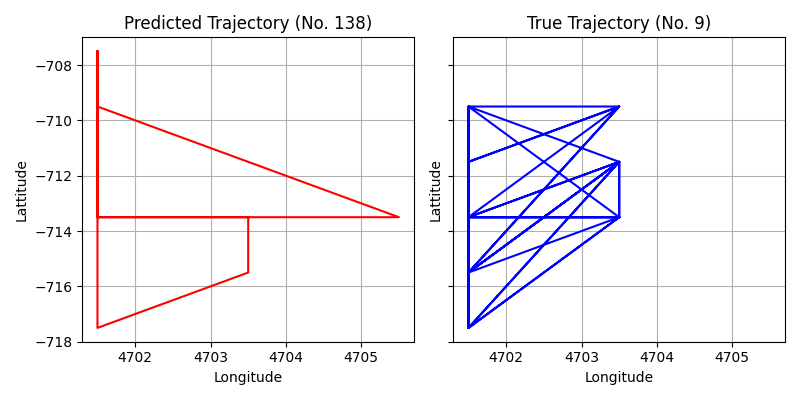 Predicted Trajectory (No. 138)
True Trajectory (No. 9)
−708
−710
−712
−714
−716
−718
Lattitude
Lattitude
4702
4703
4704
4705
4702
4703
4704
4705
Longitude
Longitude